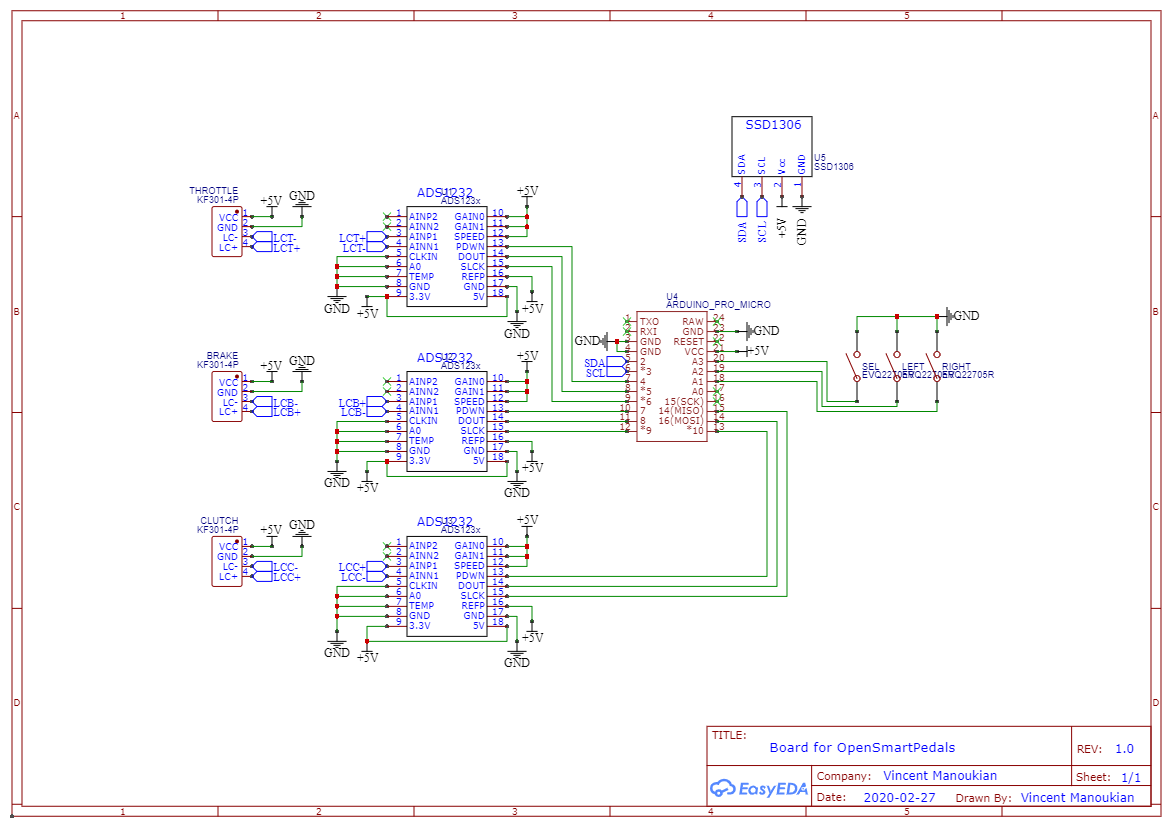 1 2 3 4 5
A A
B B
C C
D D
SSD1306
SDA SCL Vcc GND
4 3 2 1
U5
SSD1306
SDA SCL +5V GND
THROTTLE
KF301-4P
VCC 1 +5V GND
GND 2
LC- 3 LCT-
LC+ 4 LCT+
ADS1232
ADS123x
+5V
1 AINP2 GAIN0 10
2 AINN2 GAIN1 11
LCT+ 3 AINP1 SPEED 12
LCT- 4 AINN1 PDWN 13
5 CLKIN DOUT 14
6 A0 SLCK 15
7 TEMP REFP 16
8 GND GND 17
9 3.3V 5V 18
GND +5V +5V GND
BRAKE
KF301-4P
VCC 1 +5V GND
GND 2
LC- 3 LCB-
LC+ 4 LCB+
ADS1232
ADS123x
+5V
1 AINP2 GAIN0 10
2 AINN2 GAIN1 11
LCB+ 3 AINP1 SPEED 12
LCB- 4 AINN1 PDWN 13
5 CLKIN DOUT 14
6 A0 SLCK 15
7 TEMP REFP 16
8 GND GND 17
9 3.3V 5V 18
GND +5V +5V GND
CLUTCH
KF301-4P
VCC 1 +5V GND
GND 2
LC- 3 LCC-
LC+ 4 LCC+
ADS1232
ADS123x
+5V
1 AINP2 GAIN0 10
2 AINN2 GAIN1 11
LCC+ 3 AINP1 SPEED 12
LCC- 4 AINN1 PDWN 13
5 CLKIN DOUT 14
6 A0 SLCK 15
7 TEMP REFP 16
8 GND GND 17
9 3.3V 5V 18
GND +5V +5V GND
U4
ARDUINO_PRO_MICRO
1 TXO RAW 24
2 RXI GND 23 GND
GND 3 GND RESET 22
4 GND VCC 21 +5V
SDA 5 2 A3 20
SCL 6 *3 A2 19
7 4 A1 18
8 *5 A0 17
9 *6 15(SCK) 16
10 7 14(MISO) 15
11 8 16(MOSI) 14
12 *9 *10 13
GND
SEL LEFT RIGHT
EVQ22705R EVQ22705R EVQ22705R
TITLE:
Board for OpenSmartPedals
REV: 1.0
EasyEDA
Company: Vincent Manoukian
Sheet: 1/1
Date: 2020-02-27 Drawn By: Vincent Manoukian
1 2 3 4 5